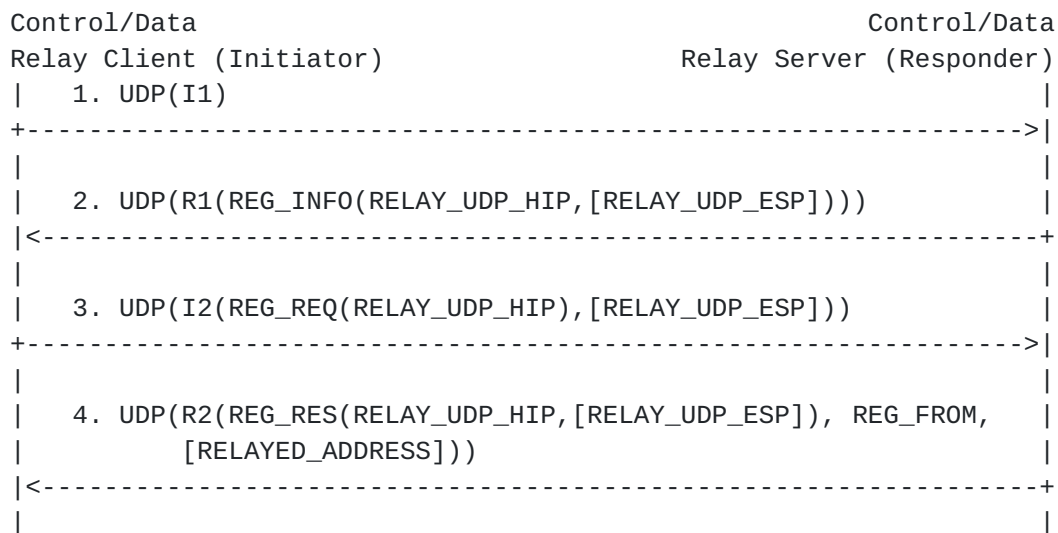 Control/Data                                           Control/Data
Relay Client (Initiator)                   Relay Server (Responder)
|   1. UDP(I1)                                                    |
+---------------------------------------------------------------->|
|                                                                 |
|   2. UDP(R1(REG_INFO(RELAY_UDP_HIP,[RELAY_UDP_ESP])))           |
|<----------------------------------------------------------------+
|                                                                 |
|   3. UDP(I2(REG_REQ(RELAY_UDP_HIP),[RELAY_UDP_ESP]))            |
+---------------------------------------------------------------->|
|                                                                 |
|   4. UDP(R2(REG_RES(RELAY_UDP_HIP,[RELAY_UDP_ESP]), REG_FROM,   |
|          [RELAYED_ADDRESS]))                                    |
|<----------------------------------------------------------------+
|                                                                 |